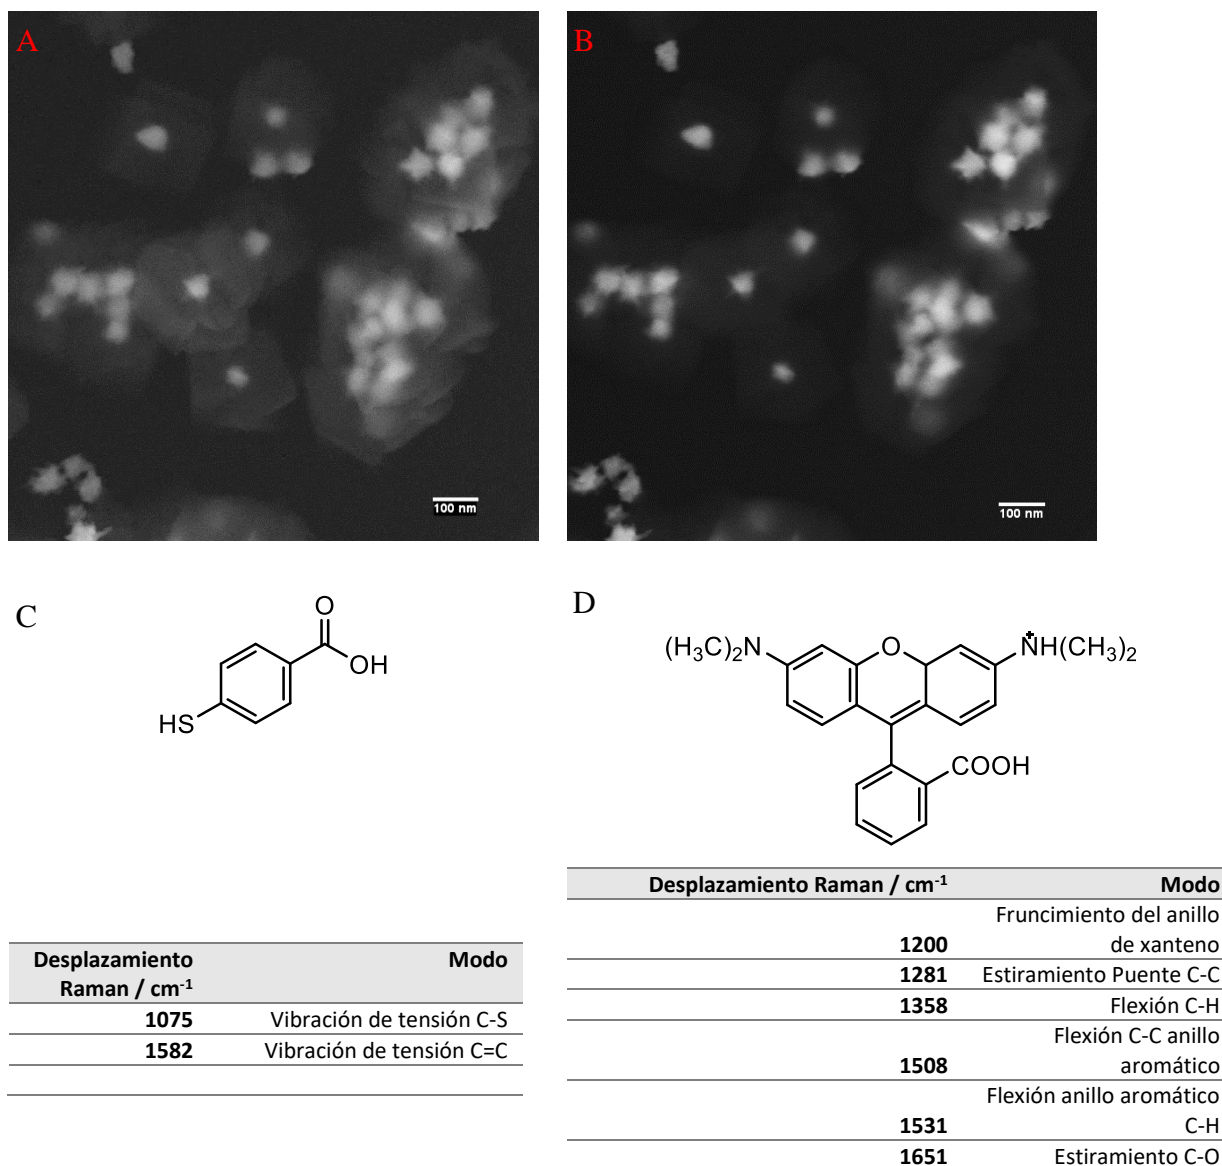 A
B
100 nm
100 nm
C
O
OH
HS
D
(H₃C)₂N
O
NH(CH₃)₂
+
COOH
Desplazamiento Raman / cm⁻¹ Modo
1075 Vibración de tensión C-S
1582 Vibración de tensión C=C
Desplazamiento Raman / cm⁻¹ Modo
Fruncimiento del anillo
1200 de xanteno
1281 Estiramiento Puente C-C
1358 Flexión C-H
Flexión C-C anillo
1508 aromático
Flexión anillo aromático
1531 C-H
1651 Estiramiento C-O